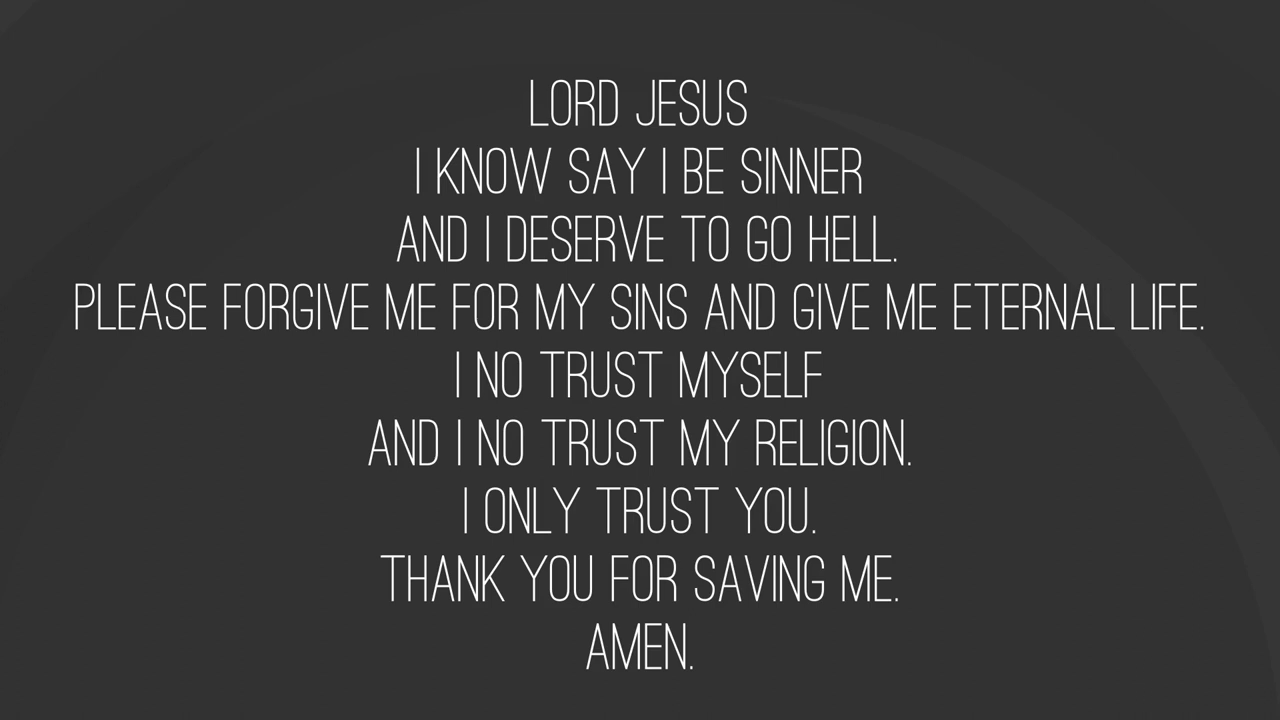 LORD JESUS
I KNOW SAY I BE SINNER
AND I DESERVE TO GO HELL.
PLEASE FORGIVE ME FOR MY SINS AND GIVE ME ETERNAL LIFE.
I NO TRUST MYSELF
AND I NO TRUST MY RELIGION.
I ONLY TRUST YOU.
THANK YOU FOR SAVING ME.
AMEN.